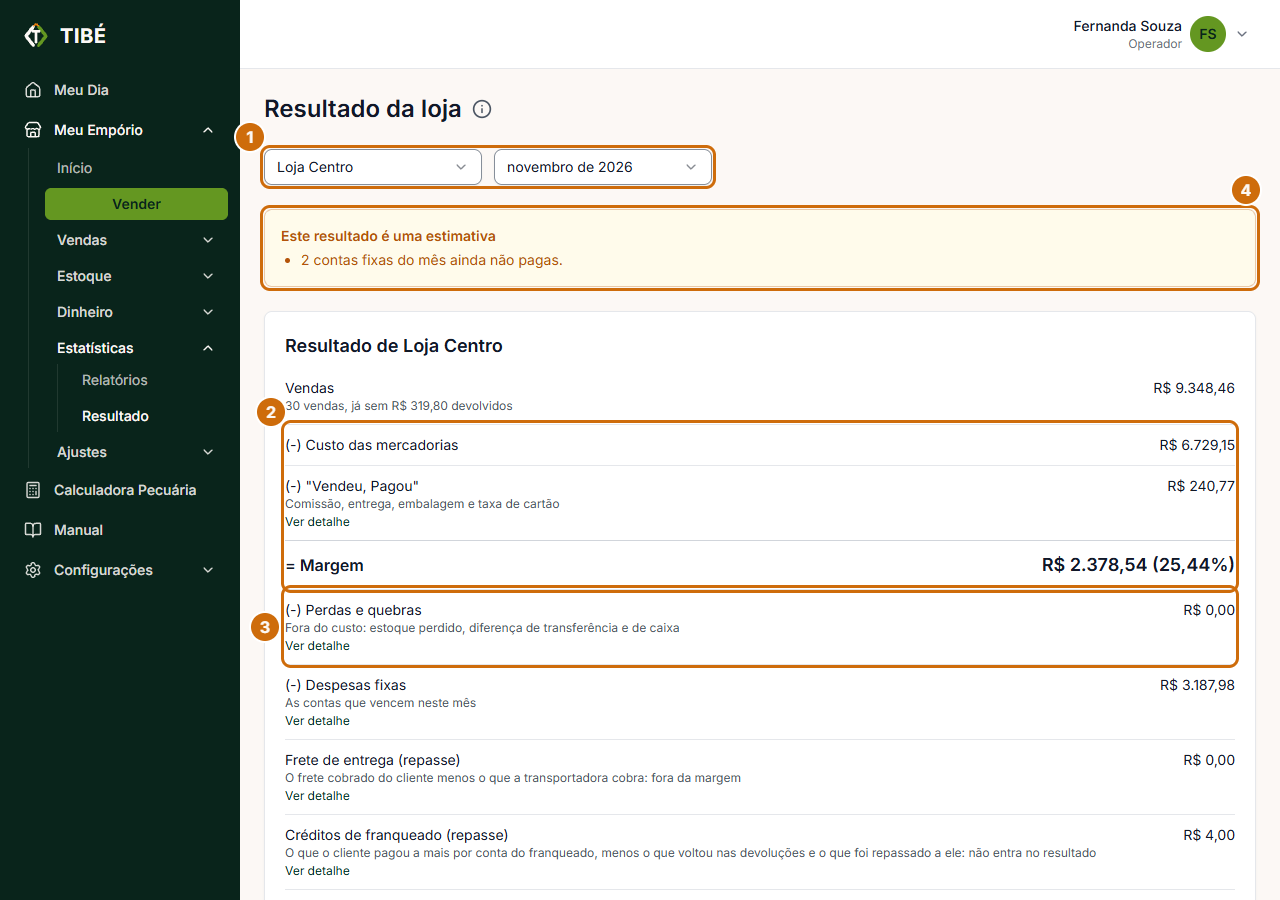 TIBÉ
Fernanda Souza
Operador
FS
Meu Dia
Meu Empório
Início
Vender
Vendas
Estoque
Dinheiro
Estatísticas
Relatórios
Resultado
Ajustes
Calculadora Pecuária
Manual
Configurações
Resultado da loja
1
Loja Centro
novembro de 2026
4
Este resultado é uma estimativa
• 2 contas fixas do mês ainda não pagas.
Resultado de Loja Centro
Vendas R$ 9.348,46
30 vendas, já sem R$ 319,80 devolvidos
2
(-) Custo das mercadorias R$ 6.729,15
(-) "Vendeu, Pagou" R$ 240,77
Comissão, entrega, embalagem e taxa de cartão
Ver detalhe
= Margem R$ 2.378,54 (25,44%)
3
(-) Perdas e quebras R$ 0,00
Fora do custo: estoque perdido, diferença de transferência e de caixa
Ver detalhe
(-) Despesas fixas R$ 3.187,98
As contas que vencem neste mês
Ver detalhe
Frete de entrega (repasse) R$ 0,00
O frete cobrado do cliente menos o que a transportadora cobra: fora da margem
Ver detalhe
Créditos de franqueado (repasse) R$ 4,00
O que o cliente pagou a mais por conta do franqueado, menos o que voltou nas devoluções e o que foi repassado a ele: não entra no resultado
Ver detalhe